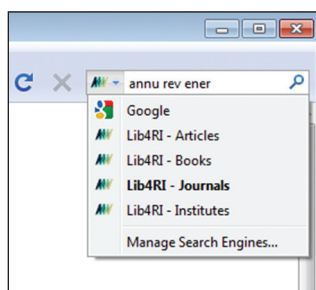 annu rev ener
Google
Lib4RI - Articles
Lib4RI - Books
Lib4RI - Journals
Lib4RI - Institutes
Manage Search Engines...